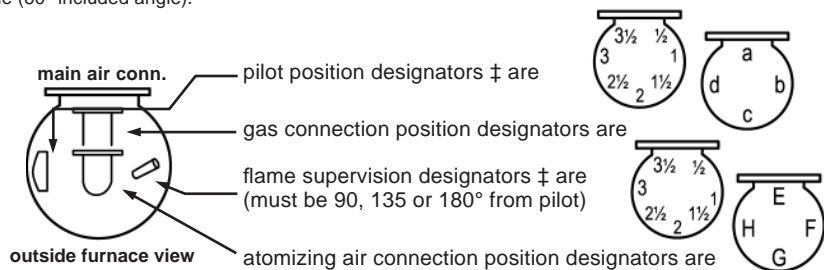 e (80° included angle).
main air conn.
pilot position designators ‡ are
3½ ½
3 1
2½ 1½
2
a
d b
c
gas connection position designators are
flame supervision designators ‡ are
(must be 90, 135 or 180° from pilot)
3½ ½
3 1
2½ 1½
2
E
H F
G
outside furnace view
atomizing air connection position designators are